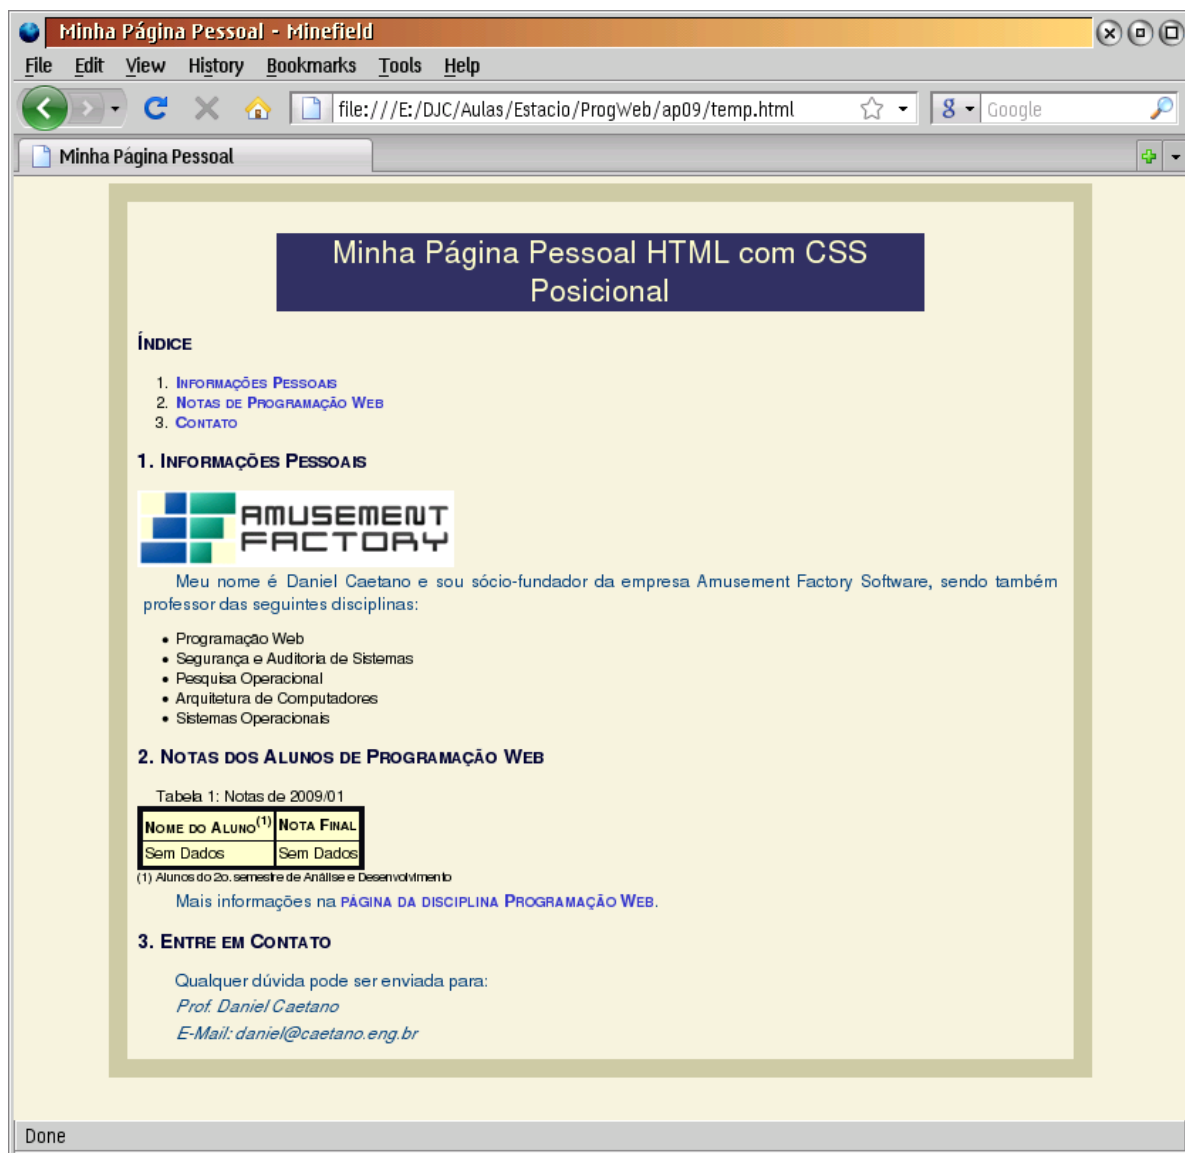 Minha Página Pessoal - Minefield
File Edit View History Bookmarks Tools Help
file:///E:/DJC/Aulas/Estacio/ProgWeb/ap09/temp.html
8 Google
Minha Página Pessoal
Minha Página Pessoal HTML com CSS
Posicional
ÍNDICE
1. INFORMAÇÕES PESSOAIS
2. NOTAS DE PROGRAMAÇÃO WEB
3. CONTATO
1. INFORMAÇÕES PESSOAIS
AMUSEMENT
FACTORY
Meu nome é Daniel Caetano e sou sócio-fundador da empresa Amusement Factory Software, sendo também
professor das seguintes disciplinas:
• Programação Web
• Segurança e Auditoria de Sistemas
• Pesquisa Operacional
• Arquitetura de Computadores
• Sistemas Operacionais
2. NOTAS DOS ALUNOS DE PROGRAMAÇÃO WEB
Tabela 1: Notas de 2009/01
NOME DO ALUNO(1) NOTA FINAL
Sem Dados Sem Dados
(1) Alunos do 2o. semestre de Análise e Desenvolvimento
Mais informações na PÁGINA DA DISCIPLINA PROGRAMAÇÃO WEB.
3. ENTRE EM CONTATO
Qualquer dúvida pode ser enviada para:
Prof. Daniel Caetano
E-Mail: daniel@caetano.eng.br
Done